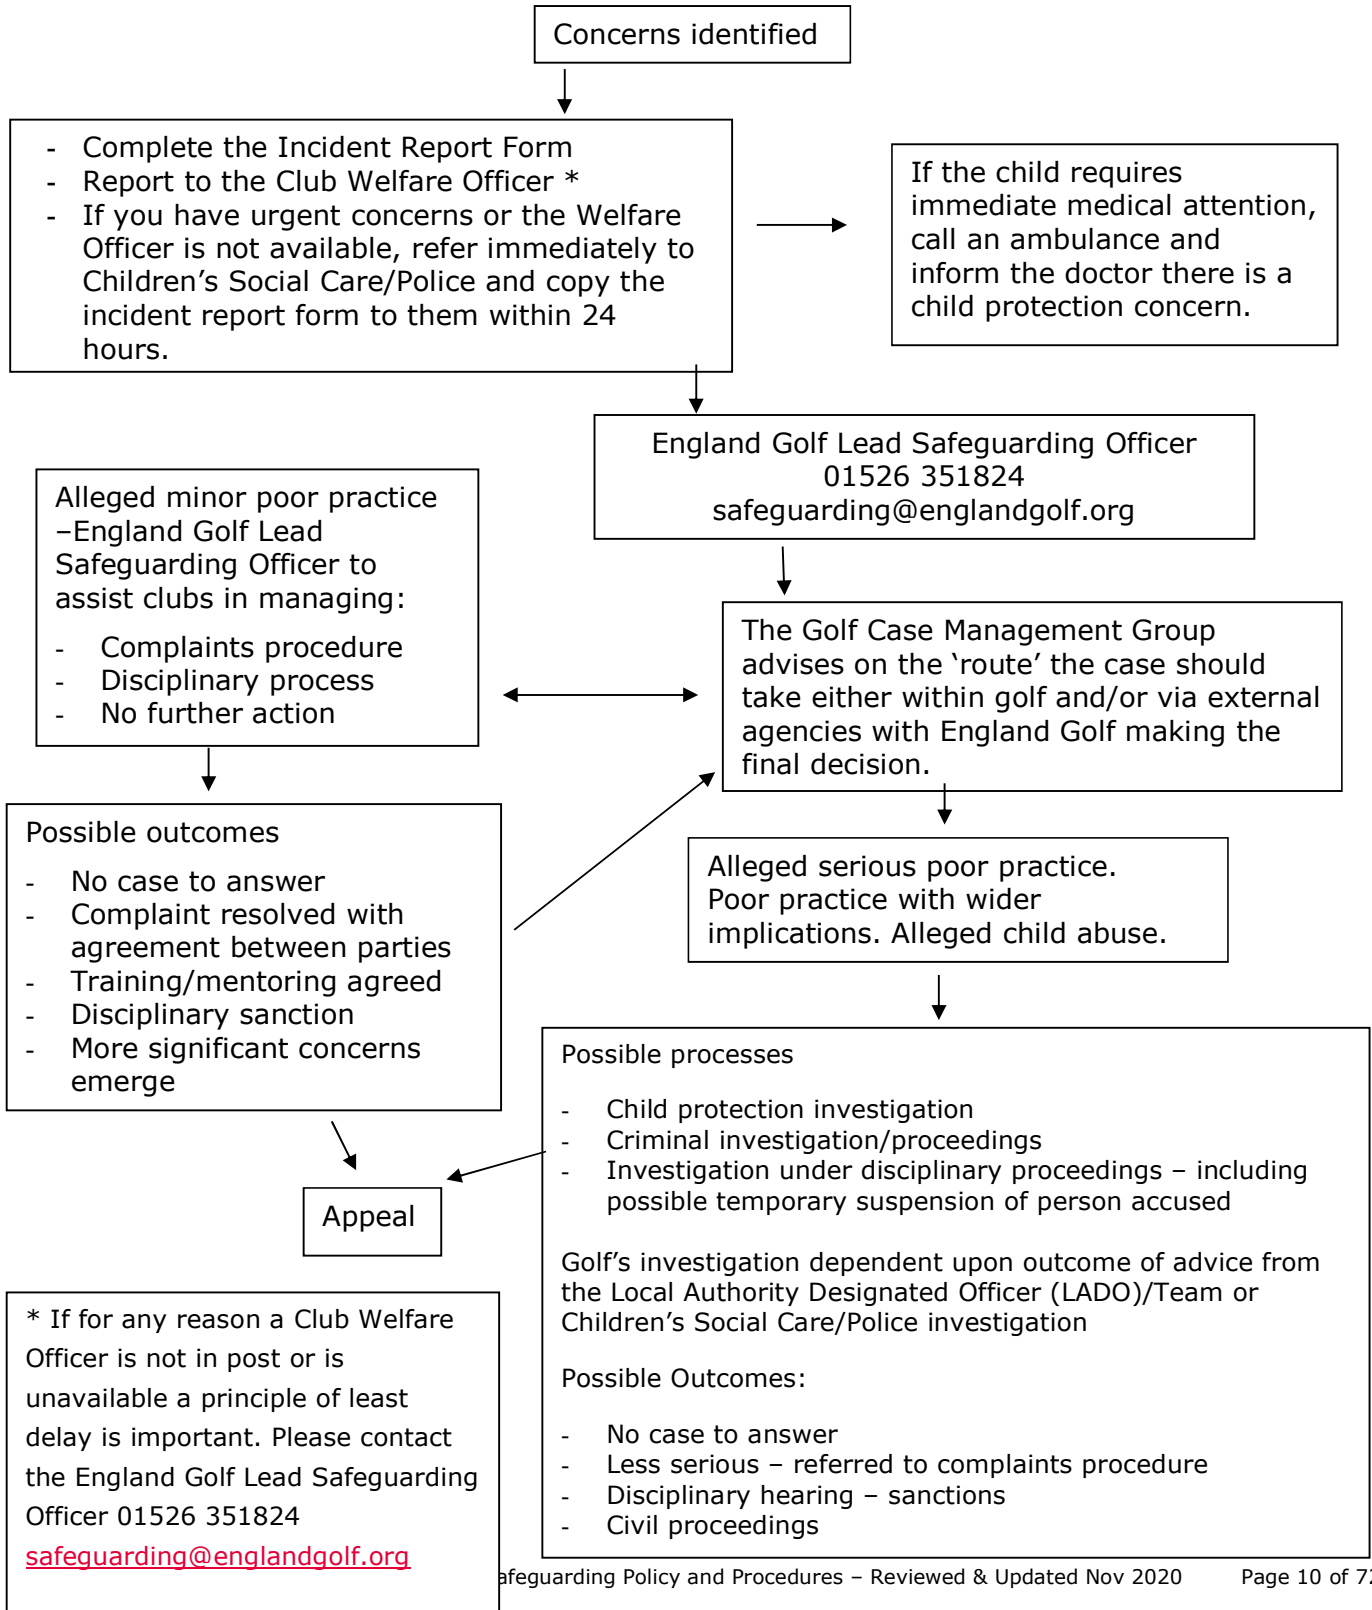 Concerns identified
- Complete the Incident Report Form
- Report to the Club Welfare Officer *
- If you have urgent concerns or the Welfare
Officer is not available, refer immediately to
Children’s Social Care/Police and copy the
incident report form to them within 24
hours.
If the child requires
immediate medical attention,
call an ambulance and
inform the doctor there is a
child protection concern.
England Golf Lead Safeguarding Officer
01526 351824
safeguarding@englandgolf.org
Alleged minor poor practice
–England Golf Lead
Safeguarding Officer to
assist clubs in managing:
- Complaints procedure
- Disciplinary process
- No further action
The Golf Case Management Group
advises on the ‘route’ the case should
take either within golf and/or via external
agencies with England Golf making the
final decision.
Possible outcomes
- No case to answer
- Complaint resolved with
agreement between parties
- Training/mentoring agreed
- Disciplinary sanction
- More significant concerns
emerge
Alleged serious poor practice.
Poor practice with wider
implications. Alleged child abuse.
Possible processes
- Child protection investigation
- Criminal investigation/proceedings
- Investigation under disciplinary proceedings – including
possible temporary suspension of person accused
Golf’s investigation dependent upon outcome of advice from
the Local Authority Designated Officer (LADO)/Team or
Children’s Social Care/Police investigation
Possible Outcomes:
- No case to answer
- Less serious – referred to complaints procedure
- Disciplinary hearing – sanctions
- Civil proceedings
Appeal
* If for any reason a Club Welfare
Officer is not in post or is
unavailable a principle of least
delay is important. Please contact
the England Golf Lead Safeguarding
Officer 01526 351824
safeguarding@englandgolf.org
afeguarding Policy and Procedures – Reviewed & Updated Nov 2020 Page 10 of 72